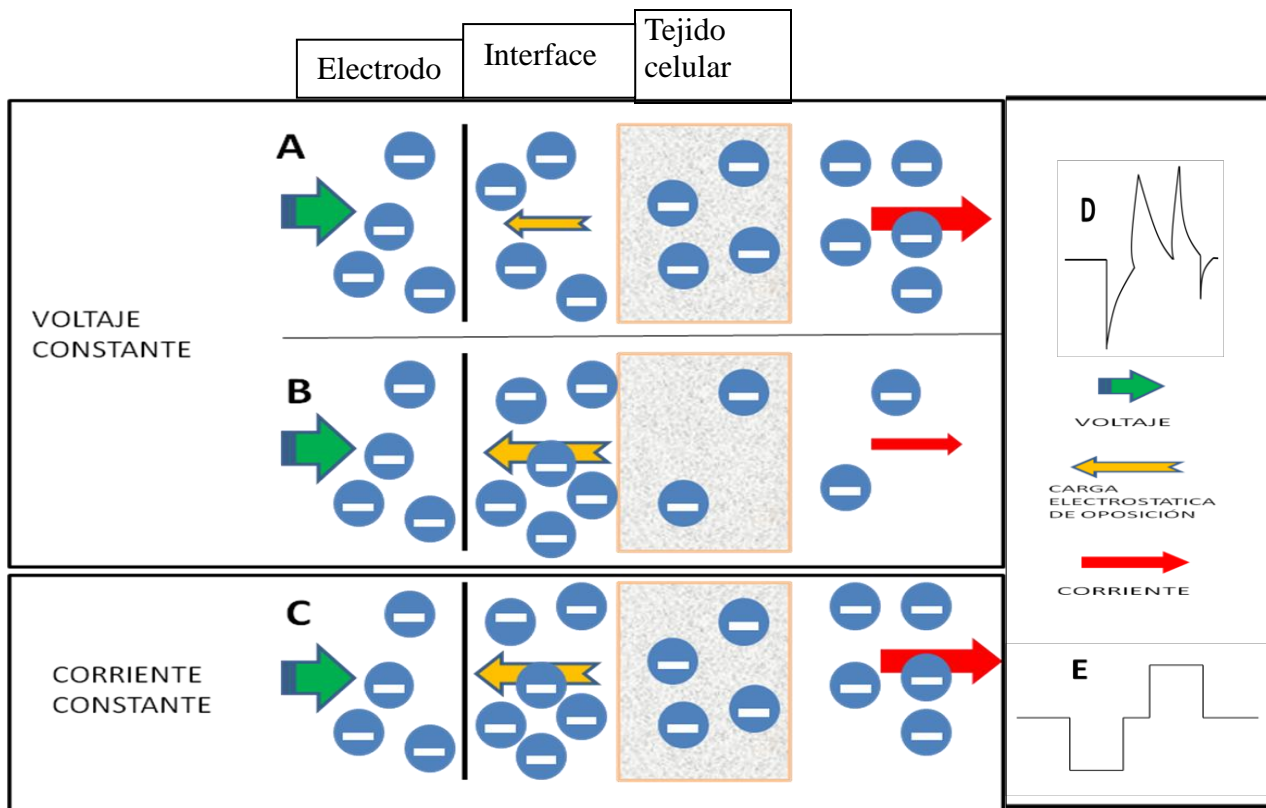 Electrodo
Interface
Tejido
celular
A
VOLTAJE
CONSTANTE
B
C
CORRIENTE
CONSTANTE
D
VOLTAJE
CARGA
ELECTROSTATICA
DE OPOSICIÓN
CORRIENTE
E